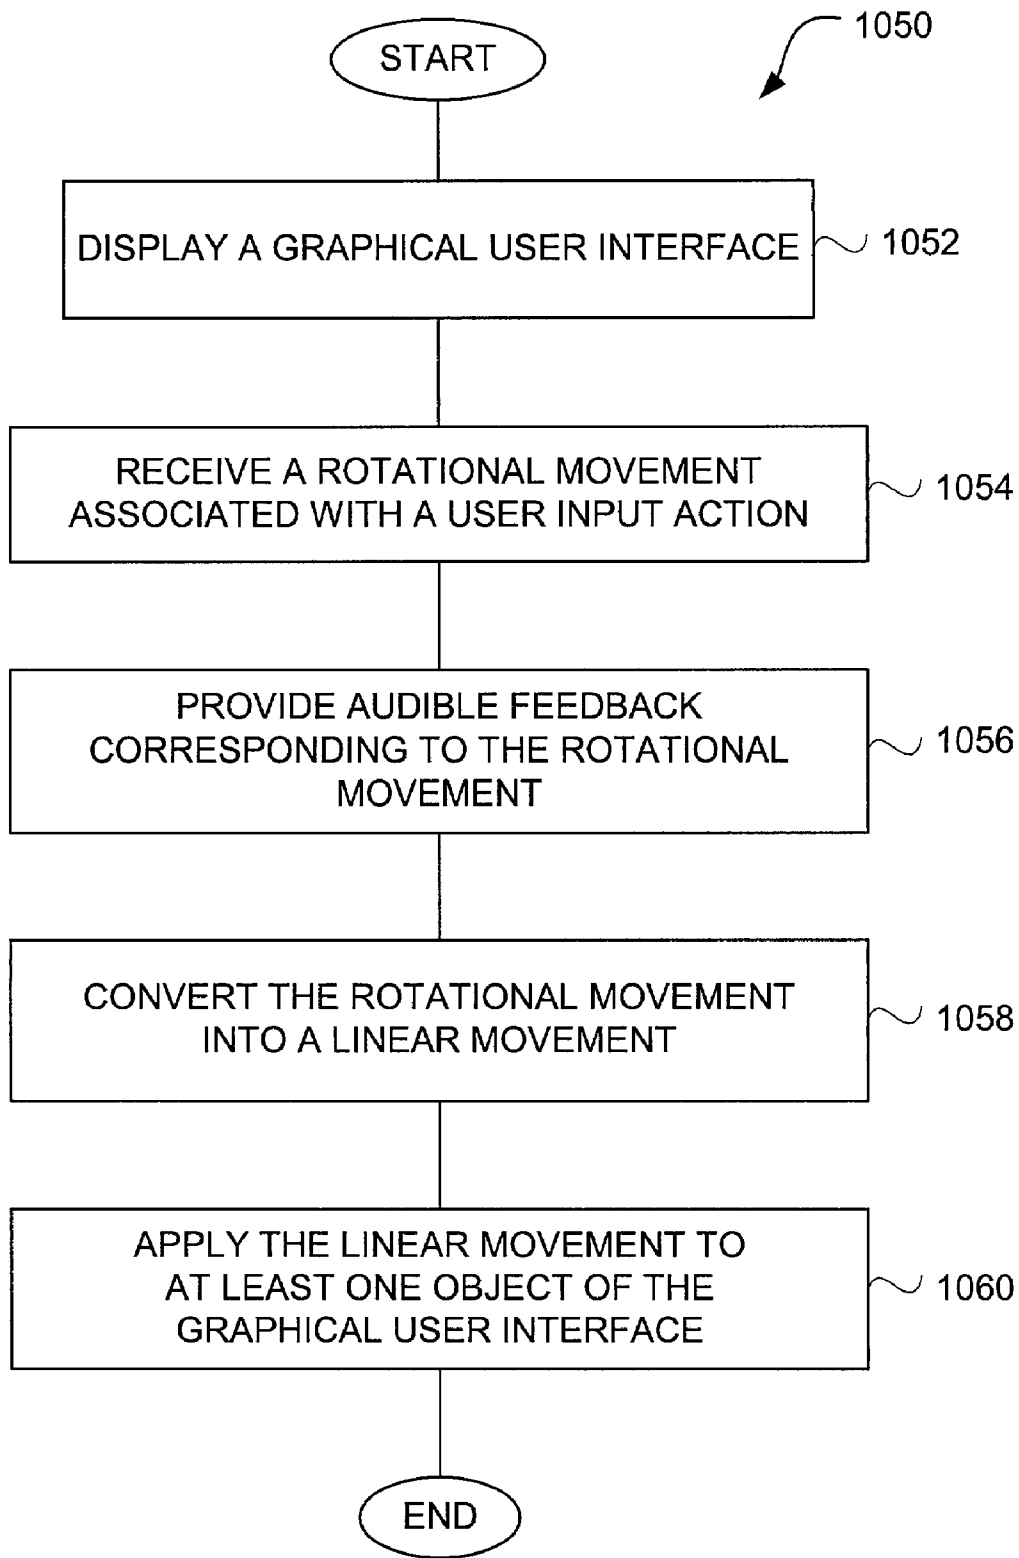 1050
START
DISPLAY A GRAPHICAL USER INTERFACE
1052
RECEIVE A ROTATIONAL MOVEMENT
ASSOCIATED WITH A USER INPUT ACTION
1054
PROVIDE AUDIBLE FEEDBACK
CORRESPONDING TO THE ROTATIONAL
MOVEMENT
1056
CONVERT THE ROTATIONAL MOVEMENT
INTO A LINEAR MOVEMENT
1058
APPLY THE LINEAR MOVEMENT TO
AT LEAST ONE OBJECT OF THE
GRAPHICAL USER INTERFACE
1060
END